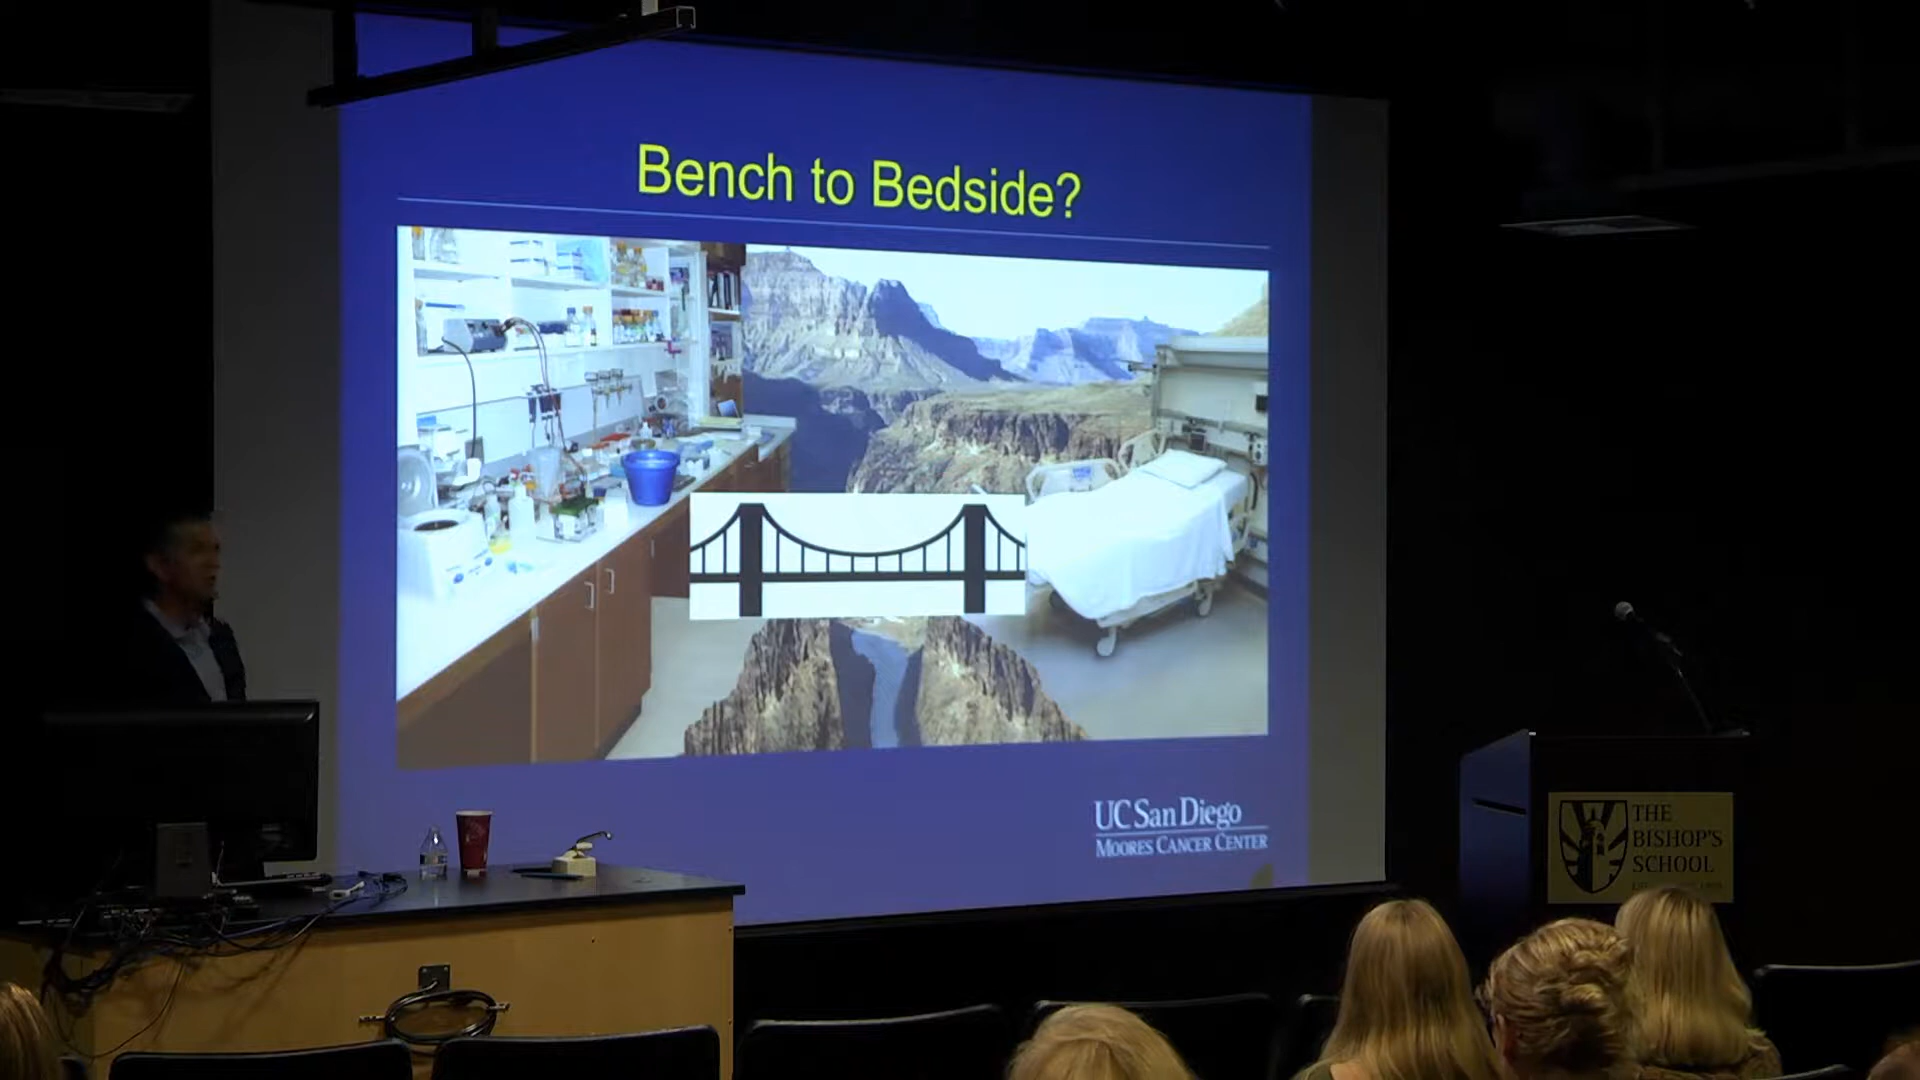 Bench to Bedside?
UC San Diego
MOORES CANCER CENTER
THE
BISHOP'S
SCHOOL